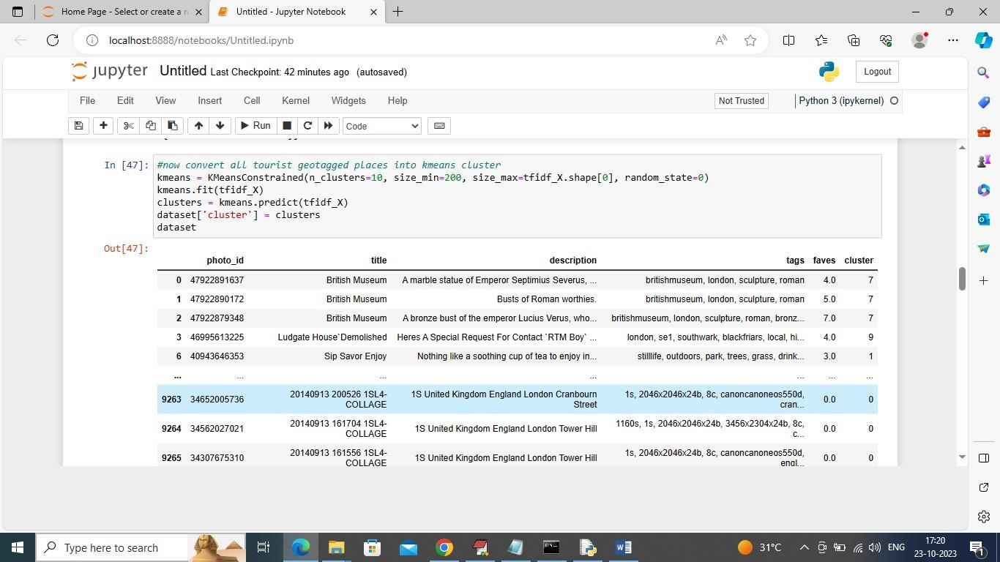 Home Page - Select or create a n
Untitled - Jupyter Notebook
localhost:8888/notebooks/Untitled.ipynb
jupyter Untitled Last Checkpoint: 42 minutes ago (autosaved)
Logout
File Edit View Insert Cell Kernel Widgets Help
Not Trusted
Python 3 (ipykernel)
Run
Code
In [47]:
#now convert all tourist geotagged places into kmeans cluster
kmeans = KMeansConstrained(n_clusters=10, size_min=200, size_max=tfidf_X.shape[0], random_state=0)
kmeans.fit(tfidf_X)
clusters = kmeans.predict(tfidf_X)
dataset['cluster'] = clusters
dataset
Out[47]:
photo_id title description tags faves cluster
0 47922891637 British Museum A marble statue of Emperor Septimius Severus, ... britishmuseum, london, sculpture, roman 4.0 7
1 47922890172 British Museum Busts of Roman worthies. britishmuseum, london, sculpture, roman 5.0 7
2 47922879348 British Museum A bronze bust of the emperor Lucius Verus, who... britishmuseum, london, sculpture, roman, bronz... 7.0 7
3 46995613225 Ludgate House`Demolished Heres A Special Request For Contact `RTM Boy` ... london, se1, southwark, blackfriars, local, hi... 4.0 9
6 40943646353 Sip Savor Enjoy Nothing like a soothing cup of tea to enjoy in... stilllife, outdoors, park, trees, grass, drink... 3.0 1
... ... ... ... ... ... ...
9263 34652005736 20140913 200526 1SL4-COLLAGE 1S United Kingdom England London Cranbourn Street 1s, 2046x2046x24b, 8c, canoncanoneos550d, cran... 0.0 0
9264 34562027021 20140913 161704 1SL4-COLLAGE 1S United Kingdom England London Tower Hill 1160s, 1s, 2046x2046x24b, 3456x2304x24b, 8c, c... 0.0 0
9265 34307675310 20140913 161556 1SL4-COLLAGE 1S United Kingdom England London Tower Hill 1s, 2046x2046x24b, 8c, canoncanoneos550d, engl... 0.0 0
Type here to search
31°C
ENG
17:20
23-10-2023
1